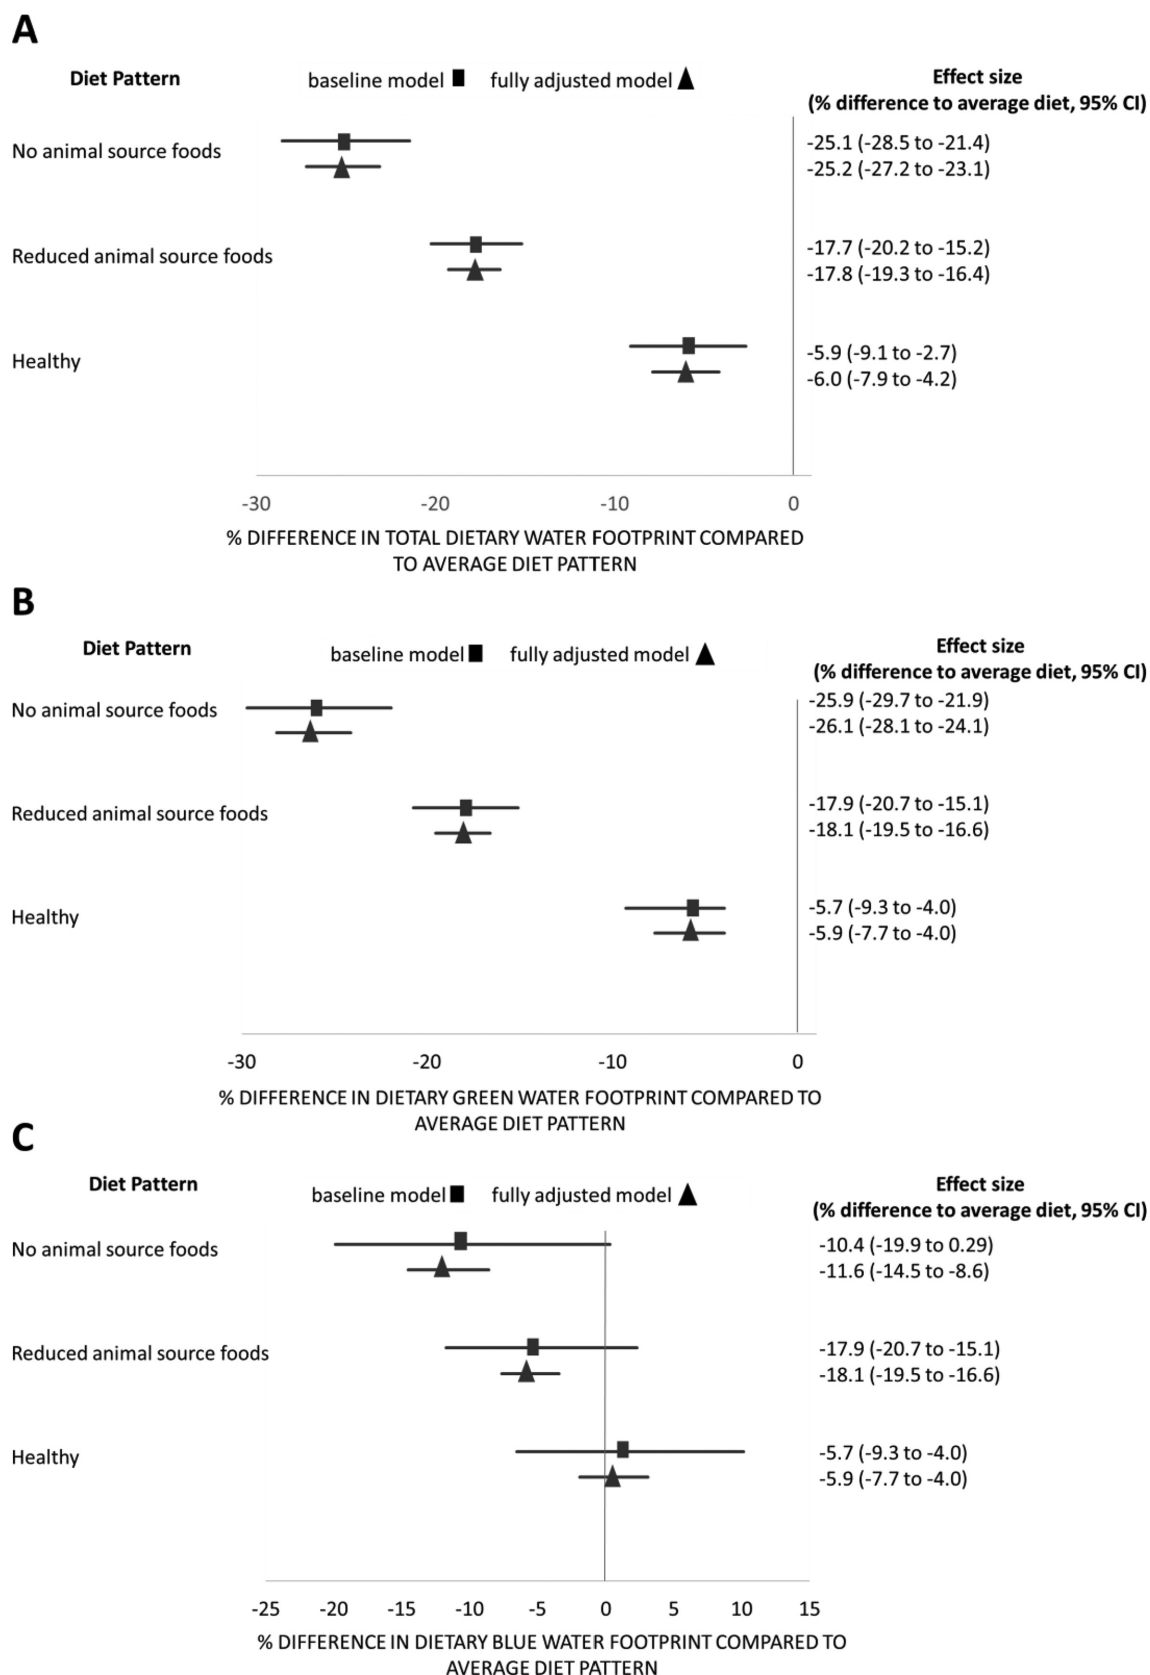 A
Diet Pattern
baseline model
fully adjusted model
Effect size
(% difference to average diet, 95% CI)
No animal source foods
-25.1 (-28.5 to -21.4)
-25.2 (-27.2 to -23.1)
Reduced animal source foods
-17.7 (-20.2 to -15.2)
-17.8 (-19.3 to -16.4)
Healthy
-5.9 (-9.1 to -2.7)
-6.0 (-7.9 to -4.2)
-30 -20 -10 0
% DIFFERENCE IN TOTAL DIETARY WATER FOOTPRINT COMPARED
TO AVERAGE DIET PATTERN
B
Diet Pattern
baseline model
fully adjusted model
Effect size
(% difference to average diet, 95% CI)
No animal source foods
-25.9 (-29.7 to -21.9)
-26.1 (-28.1 to -24.1)
Reduced animal source foods
-17.9 (-20.7 to -15.1)
-18.1 (-19.5 to -16.6)
Healthy
-5.7 (-9.3 to -4.0)
-5.9 (-7.7 to -4.0)
-30 -20 -10 0
% DIFFERENCE IN DIETARY GREEN WATER FOOTPRINT COMPARED TO
AVERAGE DIET PATTERN
C
Diet Pattern
baseline model
fully adjusted model
Effect size
(% difference to average diet, 95% CI)
No animal source foods
-10.4 (-19.9 to 0.29)
-11.6 (-14.5 to -8.6)
Reduced animal source foods
-17.9 (-20.7 to -15.1)
-18.1 (-19.5 to -16.6)
Healthy
-5.7 (-9.3 to -4.0)
-5.9 (-7.7 to -4.0)
-25 -20 -15 -10 -5 0 5 10 15
% DIFFERENCE IN DIETARY BLUE WATER FOOTPRINT COMPARED TO
AVERAGE DIET PATTERN